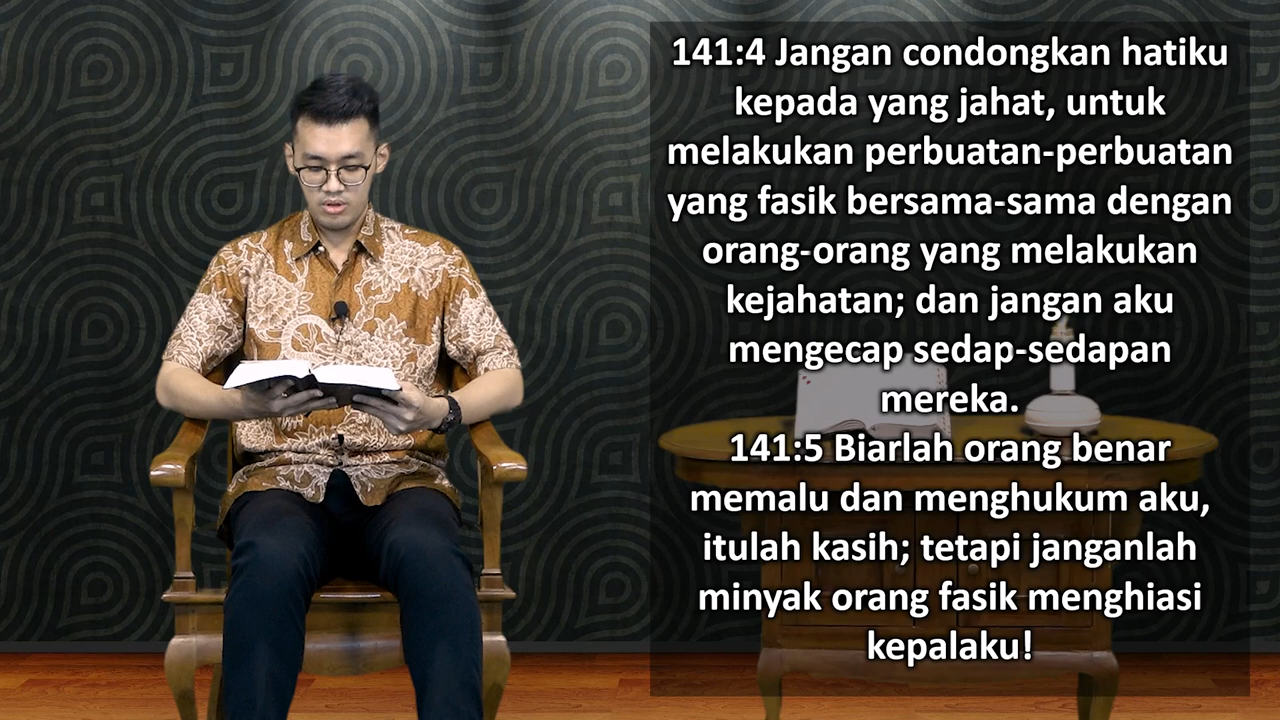 141:4 Jangan condongkan hatiku
kepada yang jahat, untuk
melakukan perbuatan-perbuatan
yang fasik bersama-sama dengan
orang-orang yang melakukan
kejahatan; dan jangan aku
mengecap sedap-sedapan
mereka.
141:5 Biarlah orang benar
memalu dan menghukum aku,
itulah kasih; tetapi janganlah
minyak orang fasik menghiasi
kepalaku!